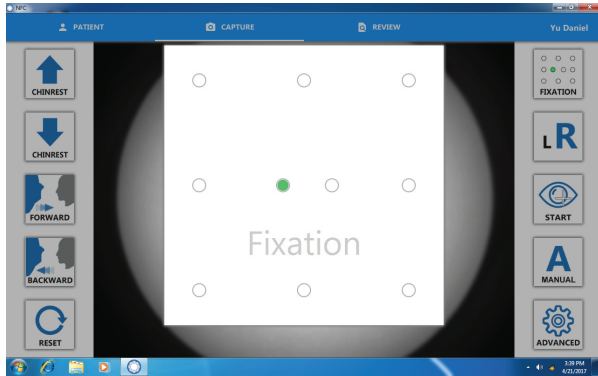 NFC
PATIENT
CAPTURE
REVIEW
Yu Daniel
CHINREST
CHINREST
FORWARD
BACKWARD
RESET
Fixation
FIXATION
L R
START
A
MANUAL
ADVANCED
3:39 PM
4/21/2017